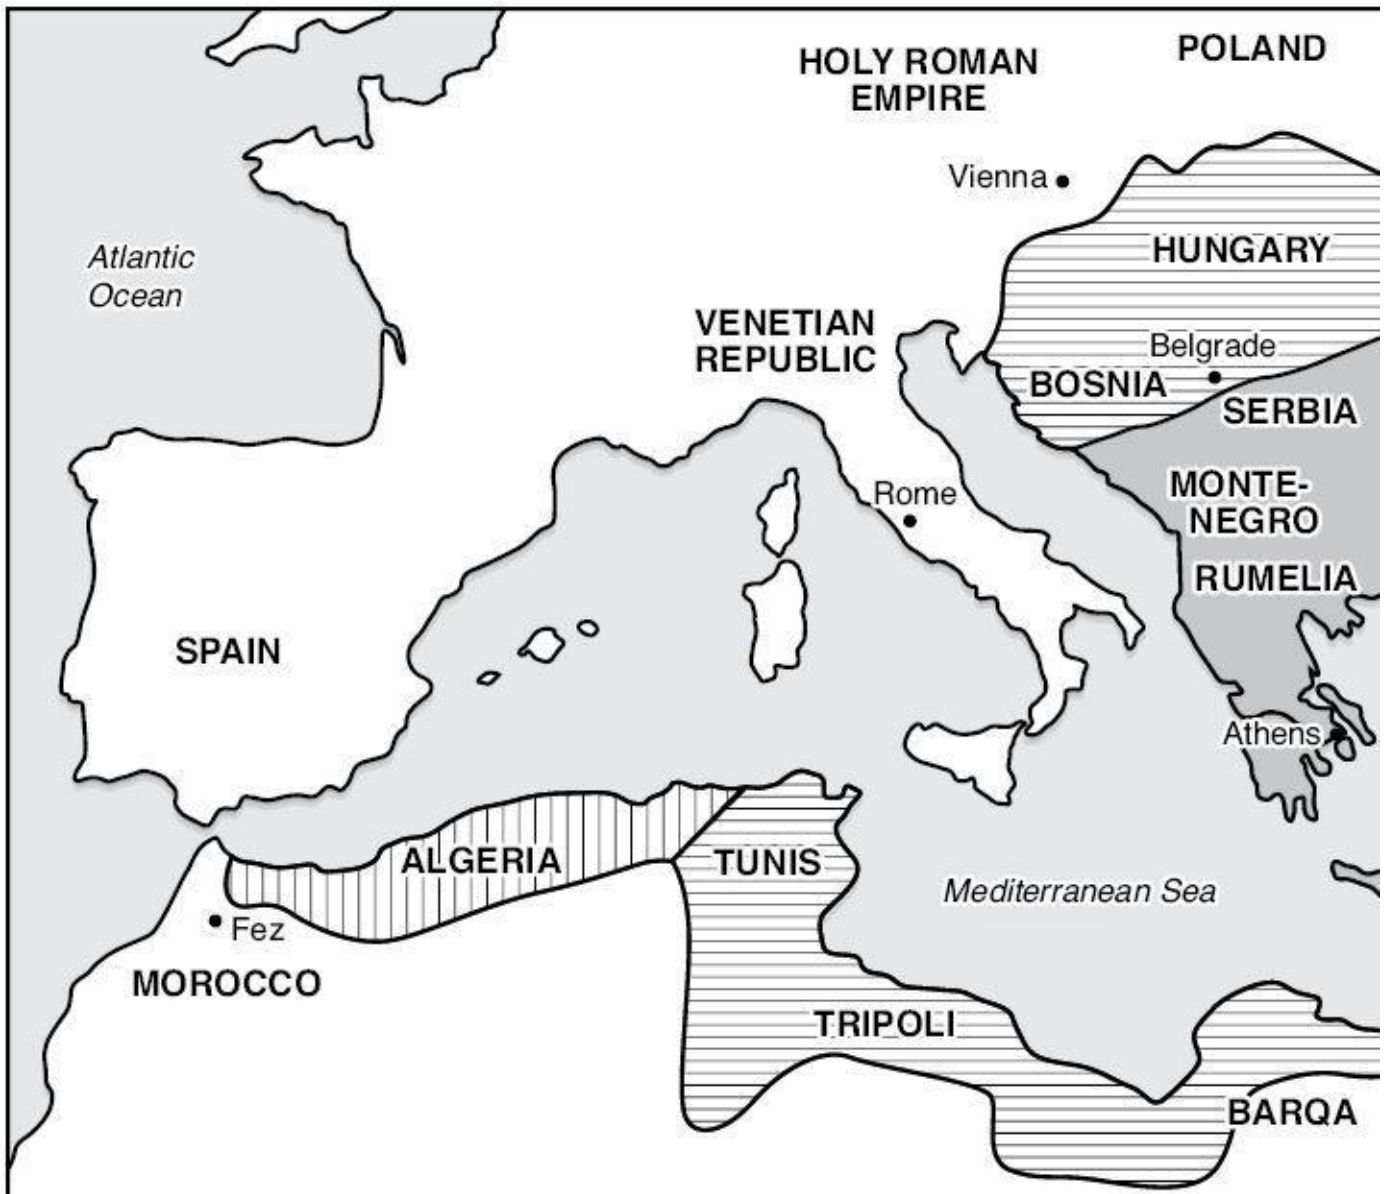 HOLY ROMAN
EMPIRE
POLAND
Vienna
HUNGARY
Atlantic
Ocean
VENETIAN
REPUBLIC
Belgrade
BOSNIA
SERBIA
MONTE-
NEGRO
Rome
RUMELIA
SPAIN
Athens
ALGERIA
TUNIS
Mediterranean Sea
Fez
MOROCCO
TRIPOLI
BARQA